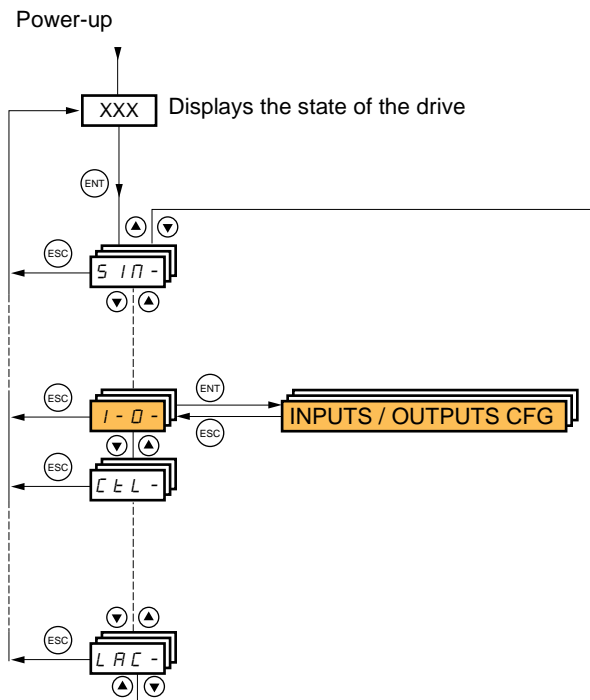 Power-up
XXX Displays the state of the drive
ENT
ESC
SIM-
ESC
I-O-
ENT
INPUTS / OUTPUTS CFG
ESC
ESC
CtL-
ESC
LAC-